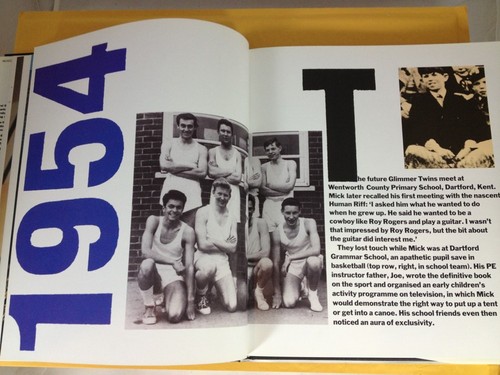 1954
The future Glimmer Twins meet at
Wentworth County Primary School, Dartford, Kent.
Mick later recalled his first meeting with the nascent
Human Riff: 'I asked him what he wanted to do
when he grew up. He said he wanted to be a
cowboy like Roy Rogers and play a guitar. I wasn't
that impressed by Roy Rogers, but the bit about
the guitar did interest me.'
They lost touch while Mick was at Dartford
Grammar School, an apathetic pupil save in
basketball (top row, right, in school team). His PE
instructor father, Joe, wrote the definitive book
on the sport and organised an early children's
activity programme on television, in which Mick
would demonstrate the right way to put up a tent
or get into a canoe. His school friends even then
noticed an aura of exclusivity.